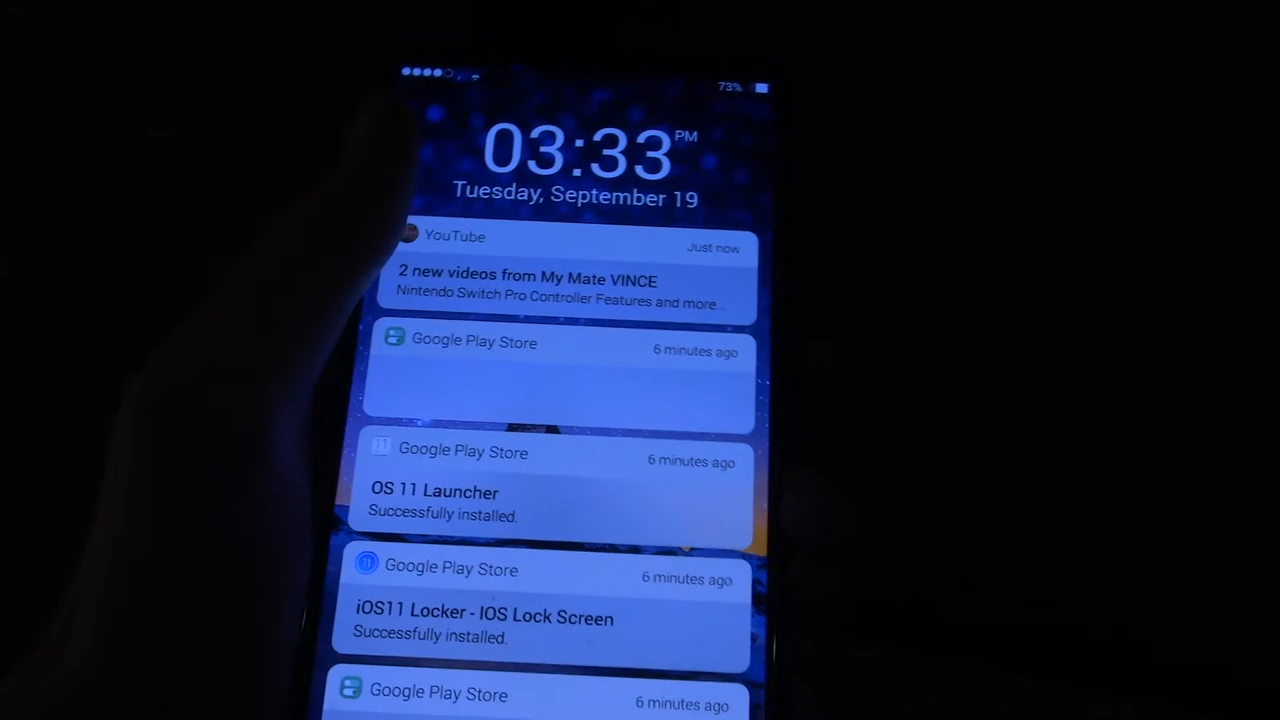 73%
03:33 PM
Tuesday, September 19
YouTube Just now
2 new videos from My Mate VINCE
Nintendo Switch Pro Controller Features and more...
Google Play Store 6 minutes ago
11 Google Play Store 6 minutes ago
OS 11 Launcher
Successfully installed.
11 Google Play Store 6 minutes ago
iOS11 Locker - IOS Lock Screen
Successfully installed.
Google Play Store 6 minutes ago